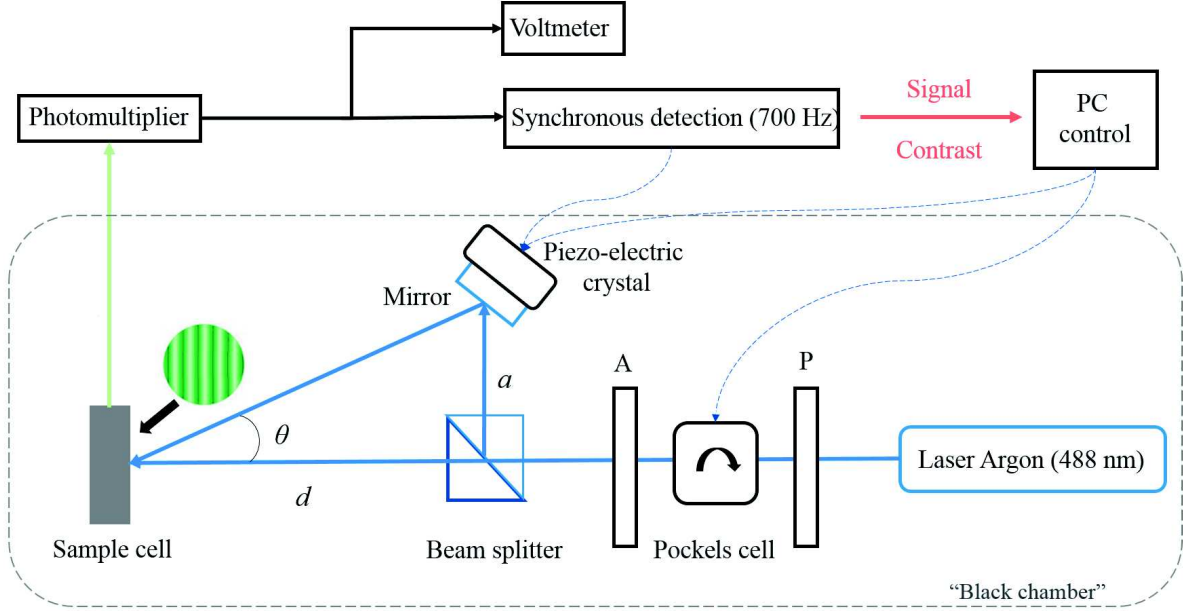 Voltmeter
Photomultiplier
Synchronous detection (700 Hz)
Signal
Contrast
PC
control
Piezo-electric
crystal
Mirror
A
P
a
θ
d
Laser Argon (488 nm)
Sample cell
Beam splitter
Pockels cell
“Black chamber”